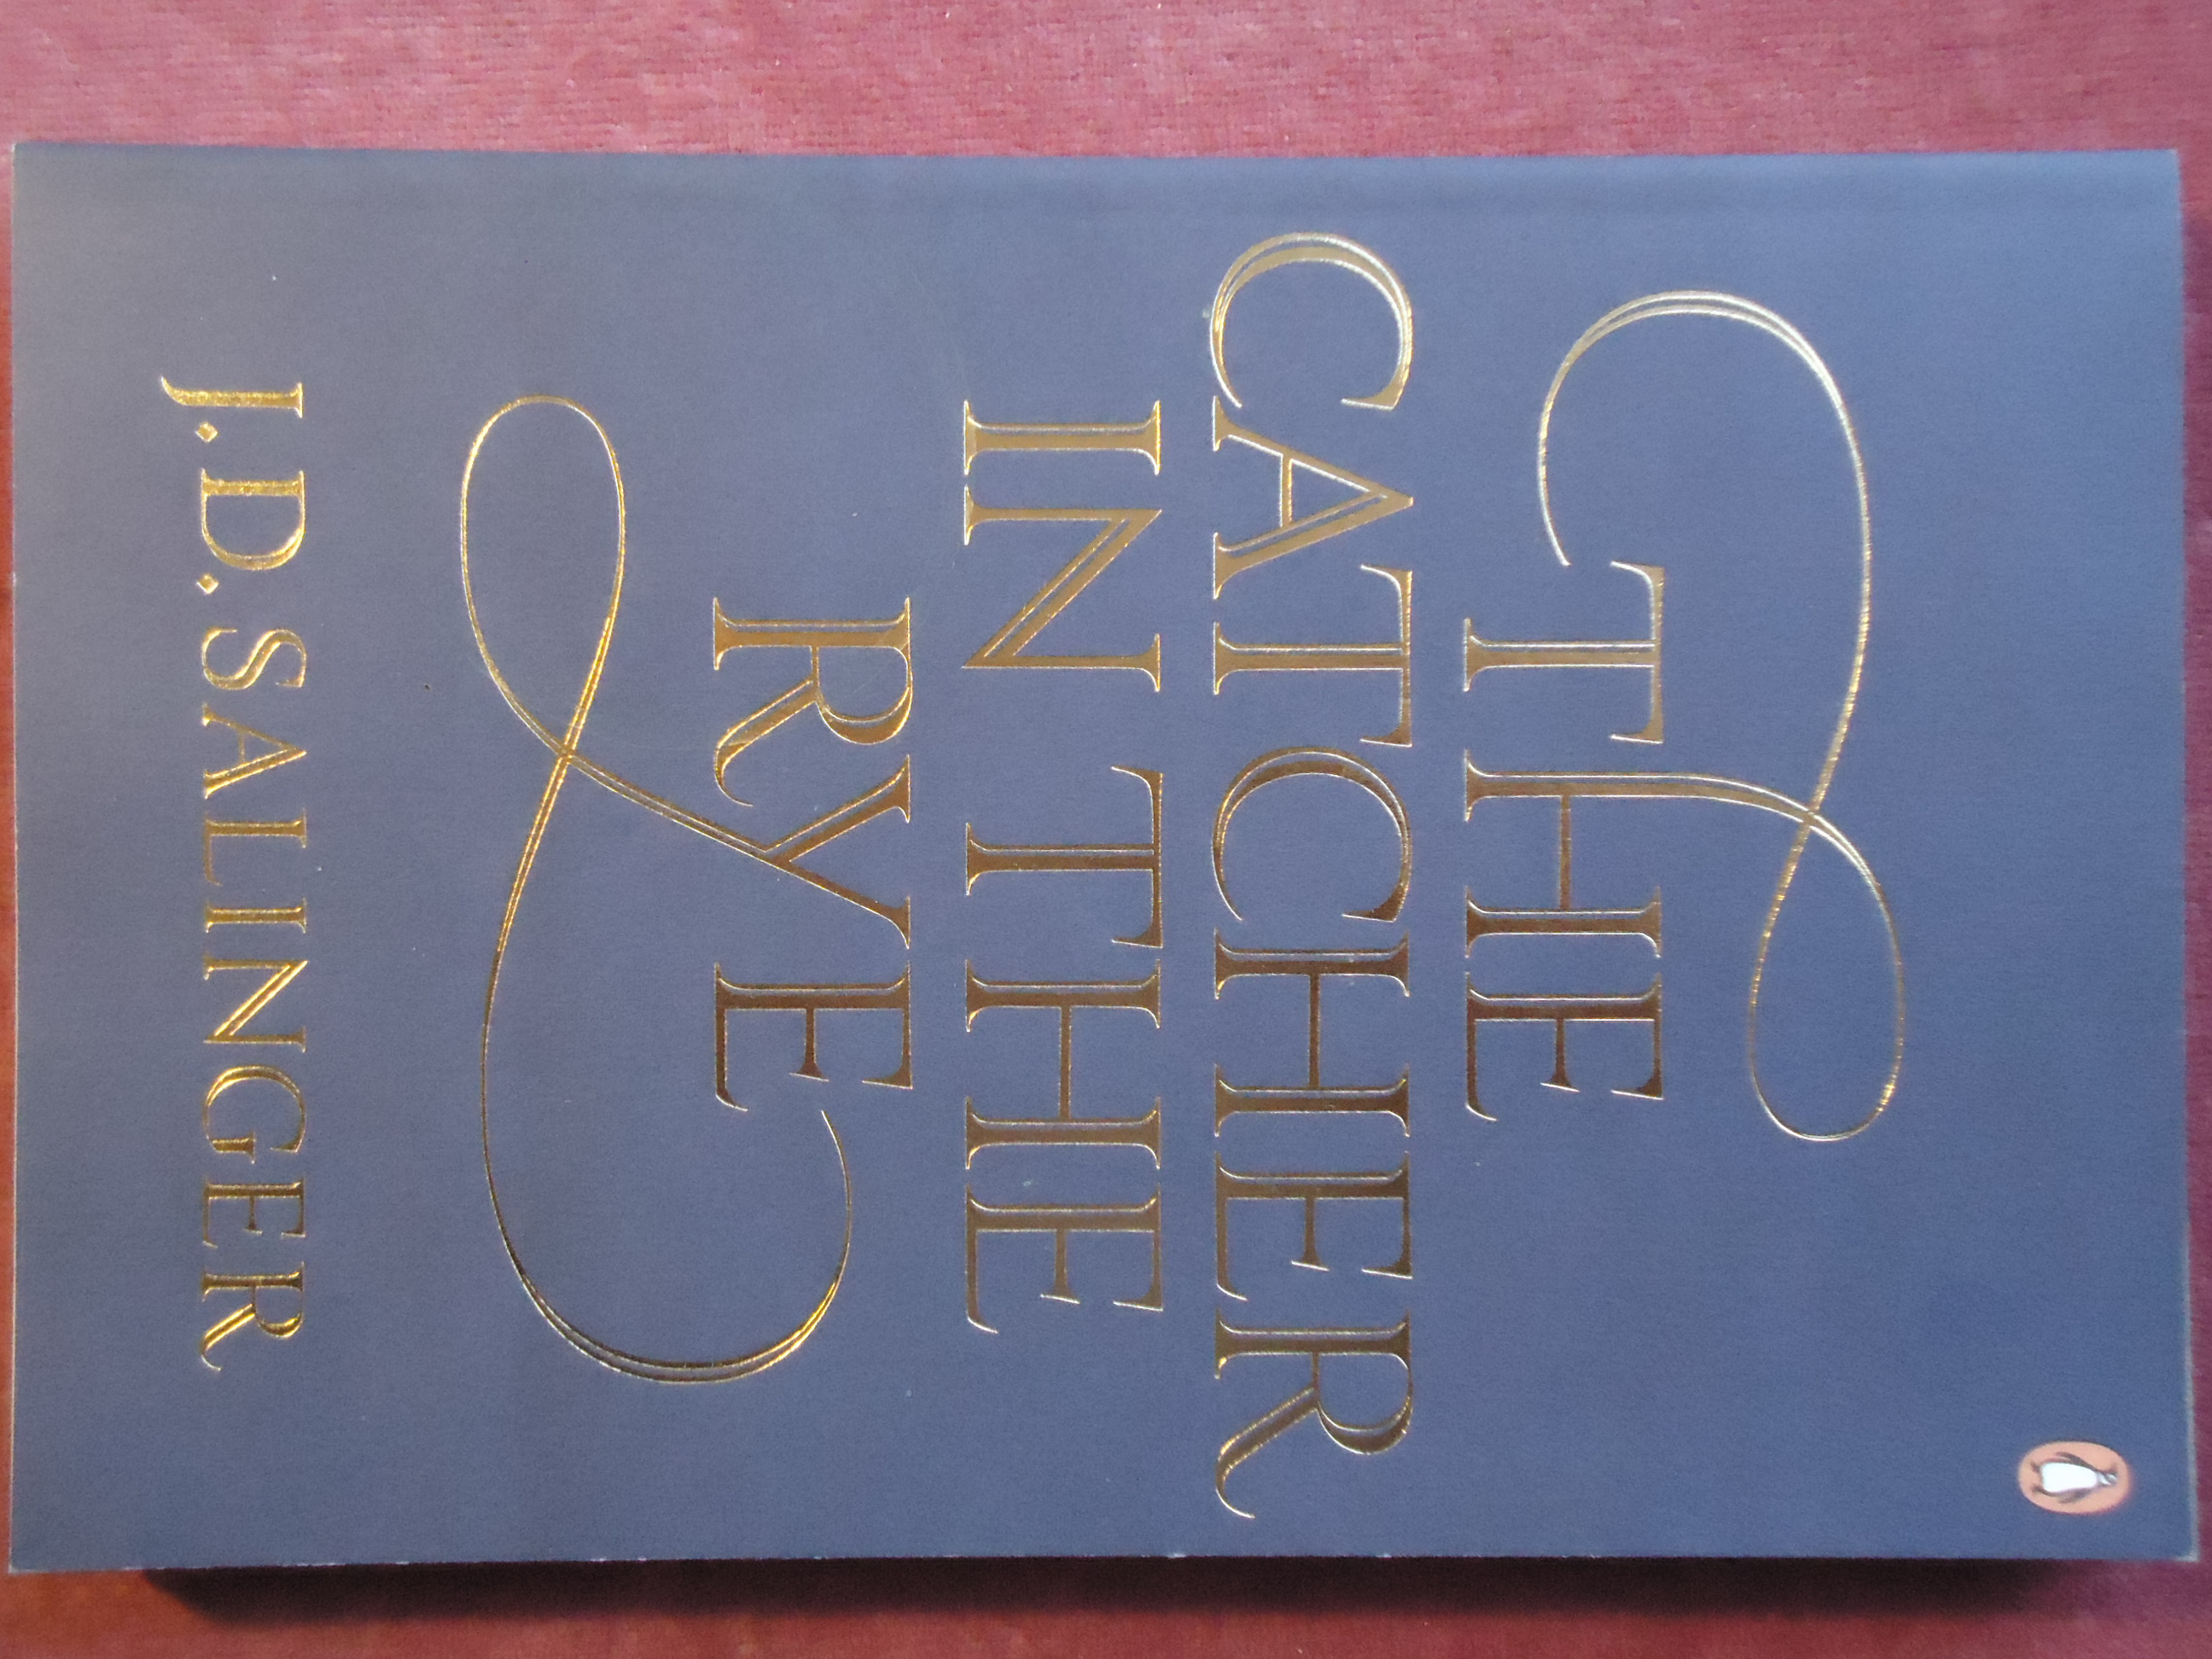 THE
CATCHER
IN THE
RYE
J.D. SALINGER